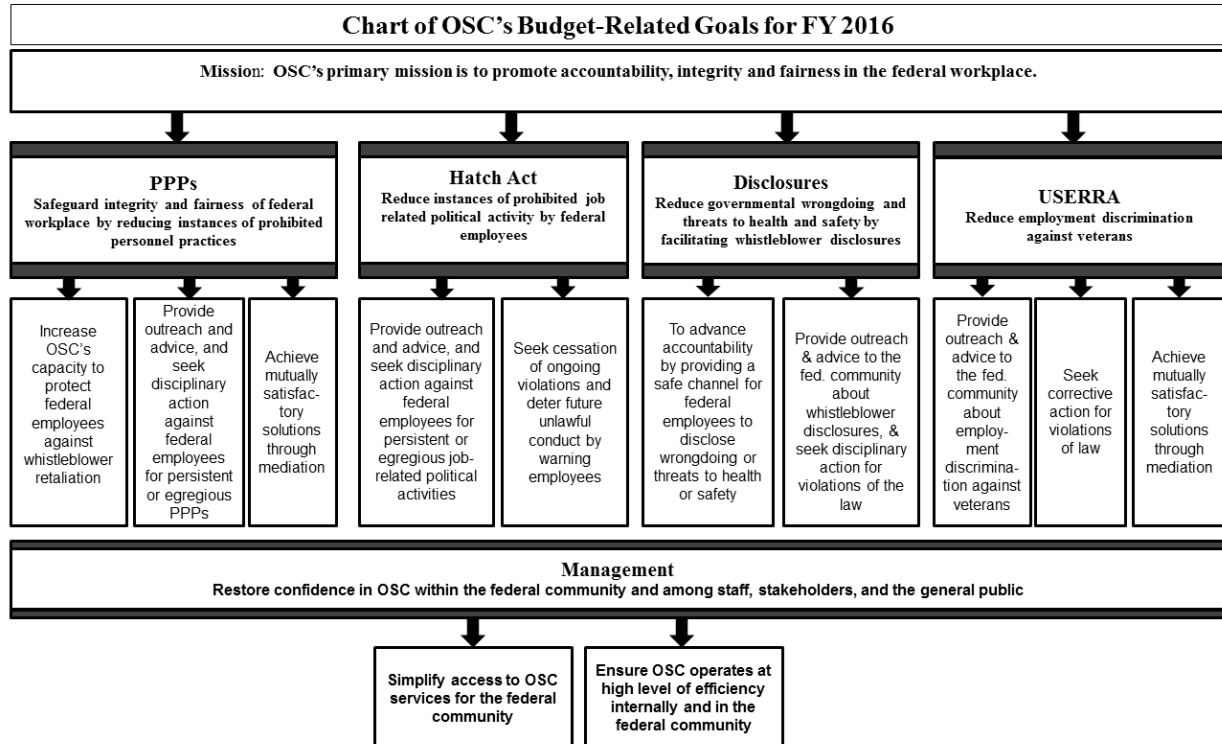 Chart of OSC's Budget-Related Goals for FY 2016
Mission: OSC's primary mission is to promote accountability, integrity and fairness in the federal workplace.
PPPs
Safeguard integrity and fairness of federal
workplace by reducing instances of prohibited
personnel practices
Hatch Act
Reduce instances of prohibited job
related political activity by federal
employees
Disclosures
Reduce governmental wrongdoing and
threats to health and safety by
facilitating whistleblower disclosures
USERRA
Reduce employment discrimination
against veterans
Increase
OSC's
capacity to
protect
federal
employees
against
whistleblower
retaliation
Provide
outreach and
advice, and
seek
disciplinary
action
against
federal
employees
for persistent
or egregious
PPPs
Achieve
mutually
satisfac-
tory
solutions
through
mediation
Provide outreach
and advice, and
seek disciplinary
action against
federal
employees for
persistent or
egregious job-
related political
activities
Seek cessation
of ongoing
violations and
deter future
unlawful
conduct by
warning
employees
To advance
accountability
by providing a
safe channel for
federal
employees to
disclose
wrongdoing or
threats to health
or safety
Provide outreach
& advice to the
fed. community
about
whistleblower
disclosures, &
seek disciplinary
action for
violations of the
law
Provide
outreach &
advice to
the fed.
community
about
employ-
ment
discrimina-
tion against
veterans
Seek
corrective
action for
violations
of law
Achieve
mutually
satisfac-
tory
solutions
through
mediation
Management
Restore confidence in OSC within the federal community and among staff, stakeholders, and the general public
Simplify access to OSC
services for the federal
community
Ensure OSC operates at
high level of efficiency
internally and in the
federal community